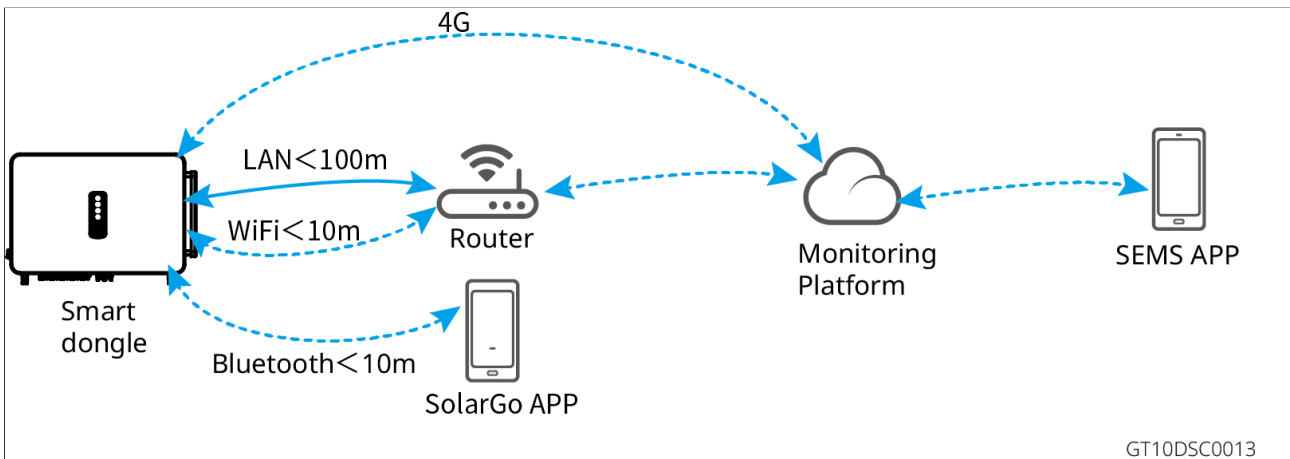 4G
LAN<100m
WiFi<10m
Router
Monitoring
Platform
SEMS APP
Smart
dongle
Bluetooth<10m
SolarGo APP
GT10DSC0013